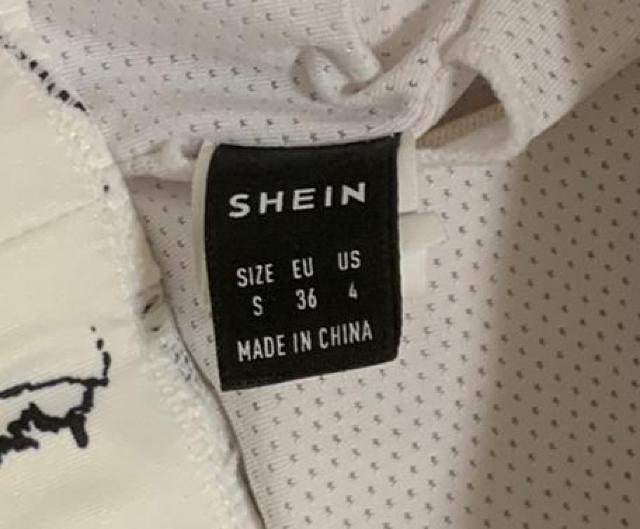 SHEIN
SIZE EU US
S 36 4
MADE IN CHINA